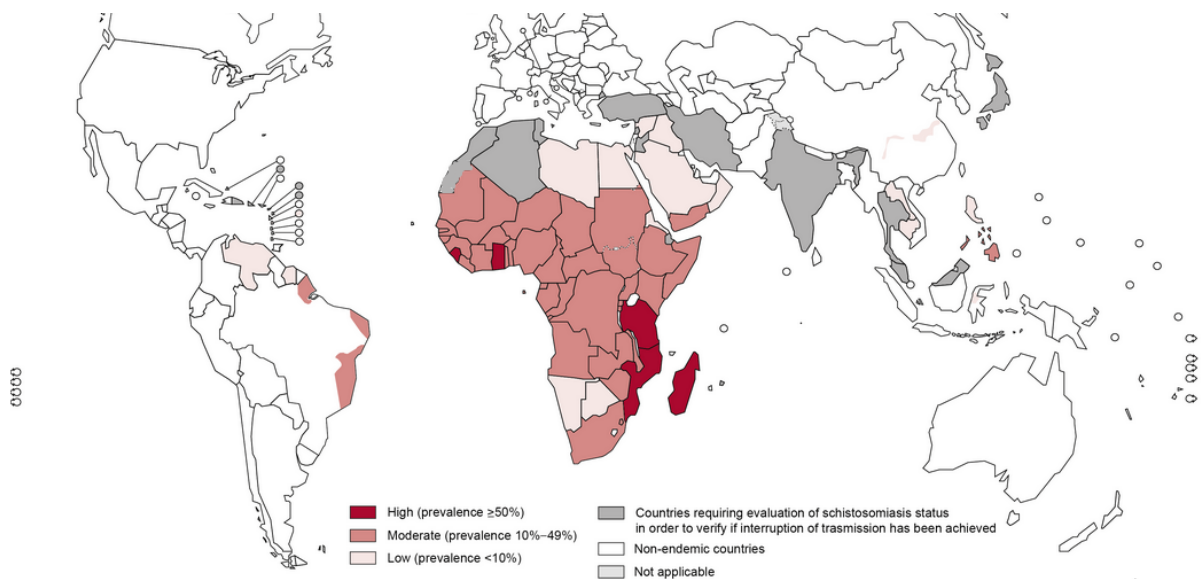 High (prevalence ≥50%)
Moderate (prevalence 10%–49%)
Low (prevalence <10%)
Countries requiring evaluation of schistosomiasis status
in order to verify if interruption of trasmission has been achieved
Non-endemic countries
Not applicable